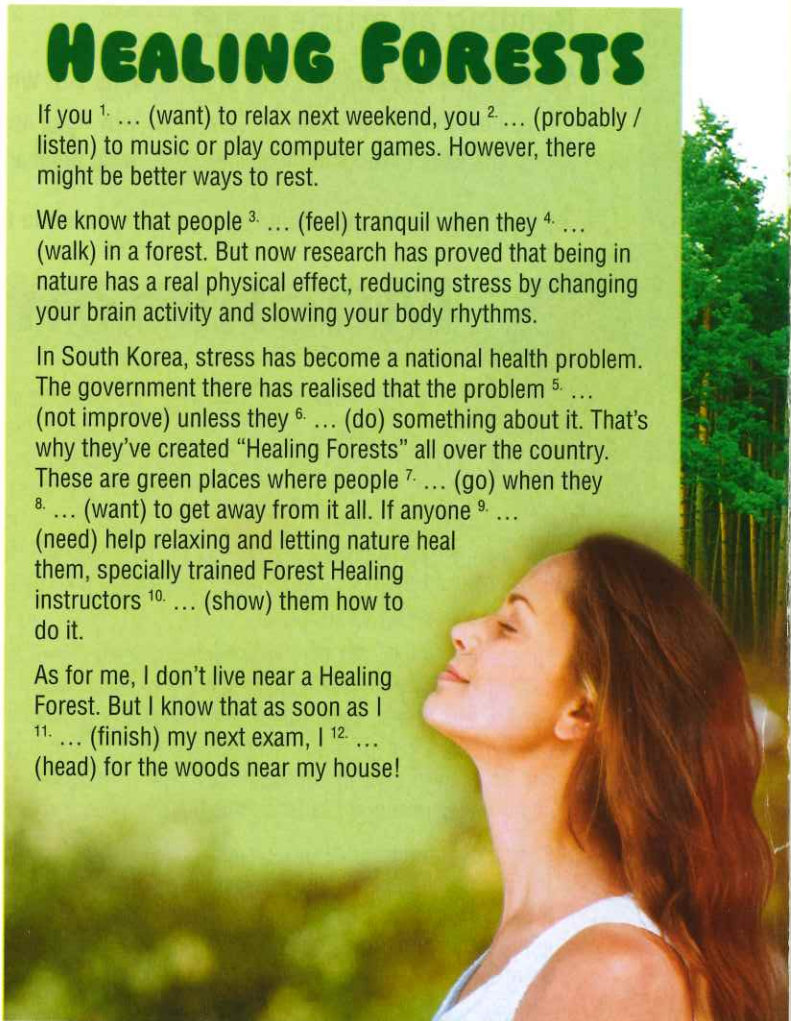 HEALING FORESTS
If you 1. ... (want) to relax next weekend, you 2. ... (probably /
listen) to music or play computer games. However, there
might be better ways to rest.
We know that people 3. ... (feel) tranquil when they 4. ...
(walk) in a forest. But now research has proved that being in
nature has a real physical effect, reducing stress by changing
your brain activity and slowing your body rhythms.
In South Korea, stress has become a national health problem.
The government there has realised that the problem 5. ...
(not improve) unless they 6. ... (do) something about it. That's
why they've created "Healing Forests" all over the country.
These are green places where people 7. ... (go) when they
8. ... (want) to get away from it all. If anyone 9. ...
(need) help relaxing and letting nature heal
them, specially trained Forest Healing
instructors 10. ... (show) them how to
do it.
As for me, I don't live near a Healing
Forest. But I know that as soon as I
11. ... (finish) my next exam, I 12. ...
(head) for the woods near my house!